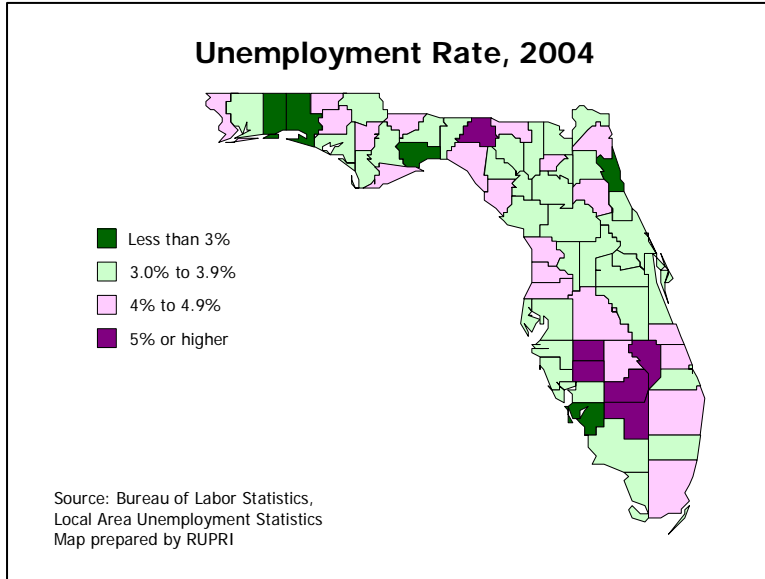 Unemployment Rate, 2004
Less than 3%
3.0% to 3.9%
4% to 4.9%
5% or higher
Source: Bureau of Labor Statistics,
Local Area Unemployment Statistics
Map prepared by RUPRI